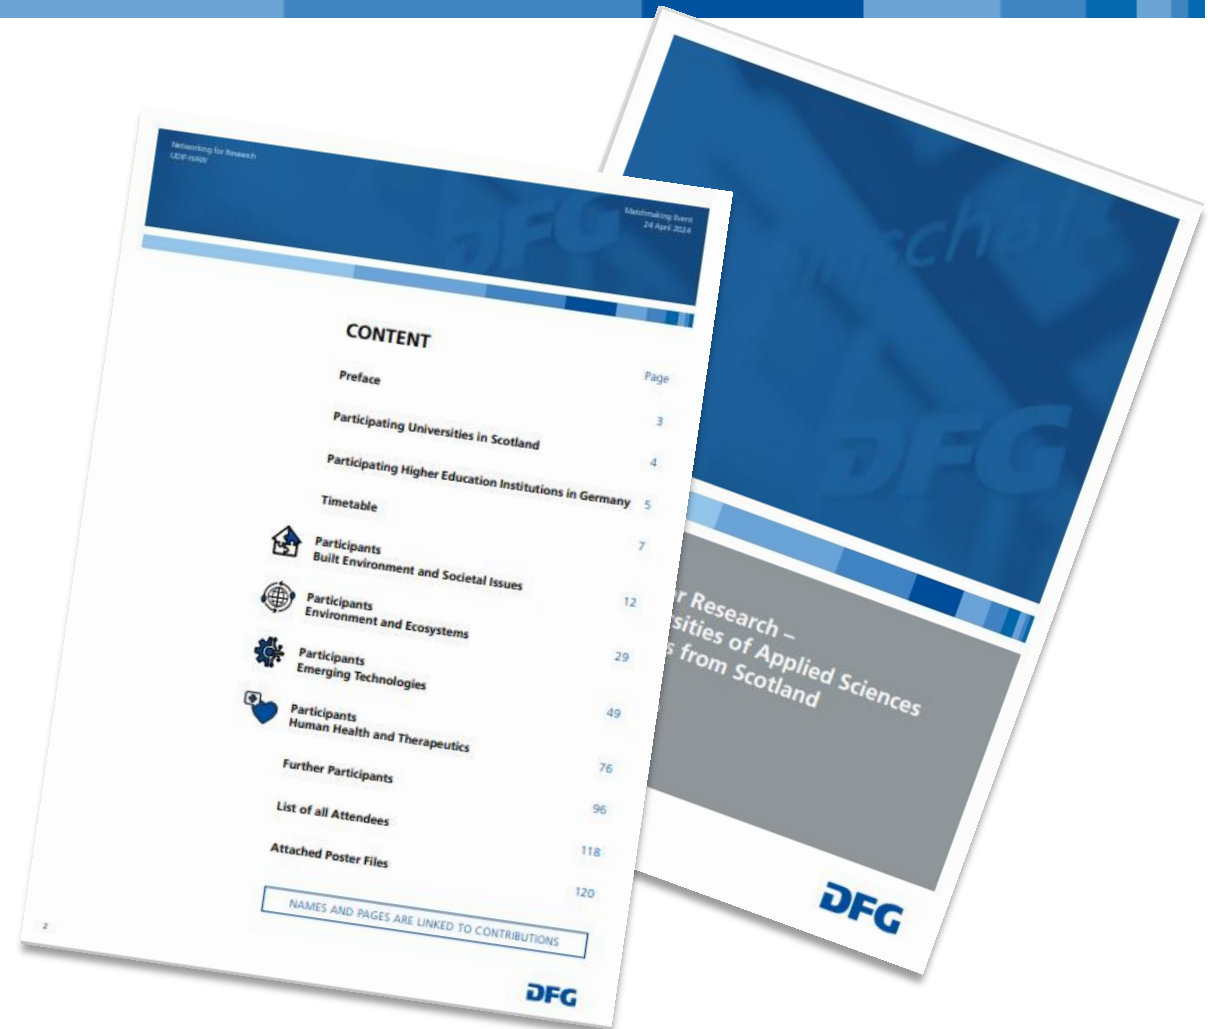 Networking for Research
UDIF-HAW
Matchmaking Event
24 April 2024
DFG
CONTENT
Page
Preface
3
Participating Universities in Scotland
4
Participating Higher Education Institutions in Germany
5
Timetable
7
Participants
Built Environment and Societal Issues
12
Participants
Environment and Ecosystems
29
Participants
Emerging Technologies
49
Participants
Human Health and Therapeutics
76
Further Participants
96
List of all Attendees
118
Attached Poster Files
120
NAMES AND PAGES ARE LINKED TO CONTRIBUTIONS
2
DFG
DFG
r Research –
sities of Applied Sciences
s from Scotland
DFG